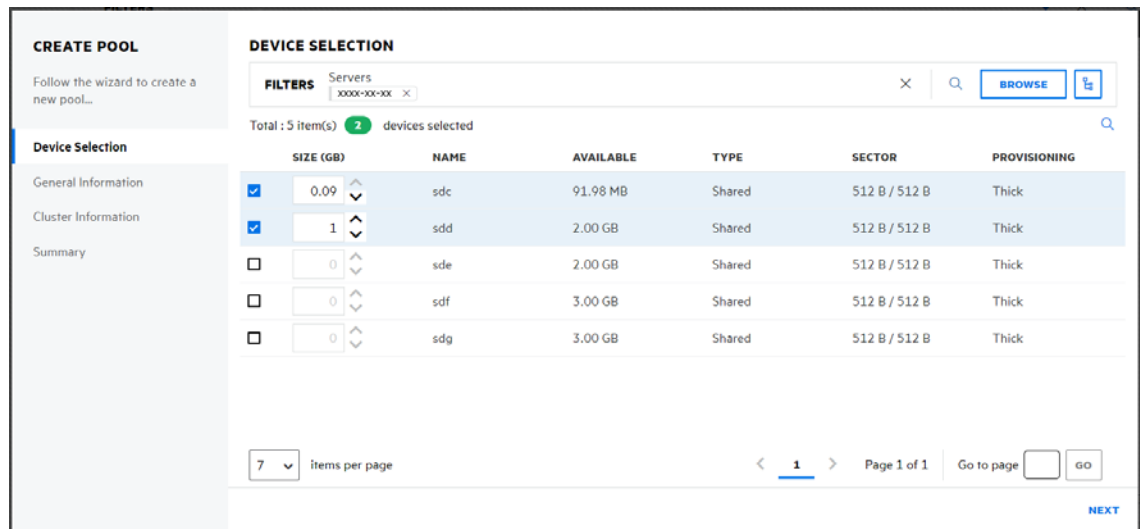 CREATE POOL
Follow the wizard to create a
new pool...
Device Selection
General Information
Cluster Information
Summary
DEVICE SELECTION
FILTERS Servers
xxxx-xx-xx ×
BROWSE
Total : 5 item(s) 2 devices selected
SIZE (GB) NAME AVAILABLE TYPE SECTOR PROVISIONING
0.09 sdc 91.98 MB Shared 512 B / 512 B Thick
1 sdd 2.00 GB Shared 512 B / 512 B Thick
0 sde 2.00 GB Shared 512 B / 512 B Thick
0 sdf 3.00 GB Shared 512 B / 512 B Thick
0 sdg 3.00 GB Shared 512 B / 512 B Thick
7 items per page < 1 > Page 1 of 1 Go to page GO
NEXT